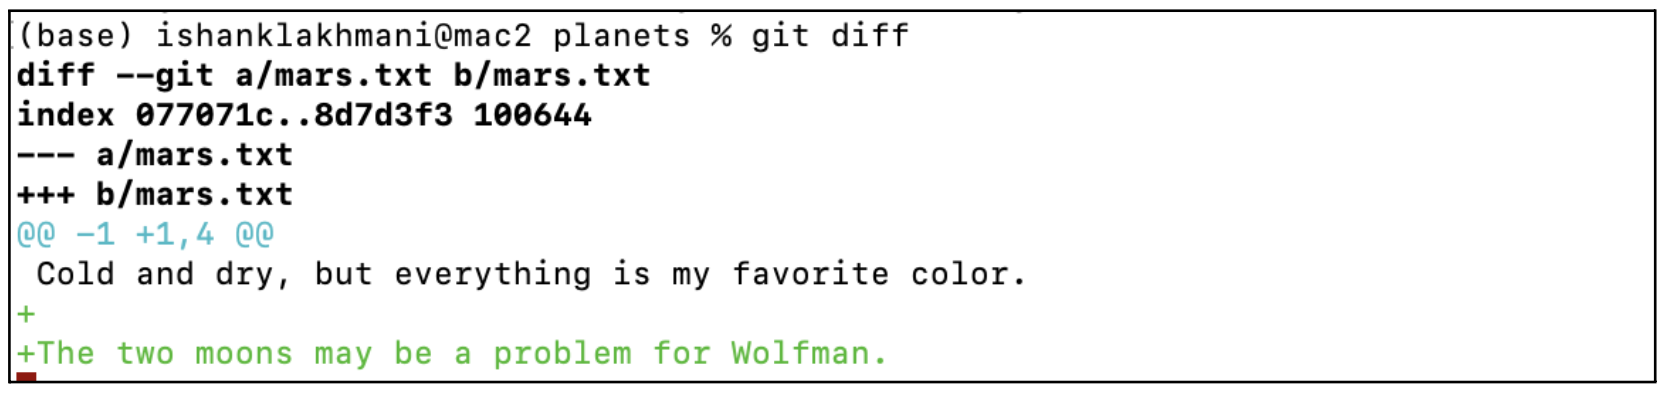 (base) ishanklakhmani@mac2 planets % git diff
diff --git a/mars.txt b/mars.txt
index 077071c..8d7d3f3 100644
--- a/mars.txt
+++ b/mars.txt
@@ -1 +1,4 @@
 Cold and dry, but everything is my favorite color.
+
+The two moons may be a problem for Wolfman.